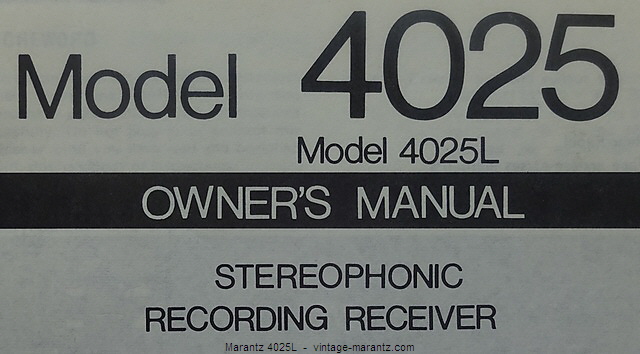 Model 4025
Model 4025L
OWNER'S MANUAL
STEREOPHONIC
RECORDING RECEIVER
Marantz 4025L - vintage-marantz.com